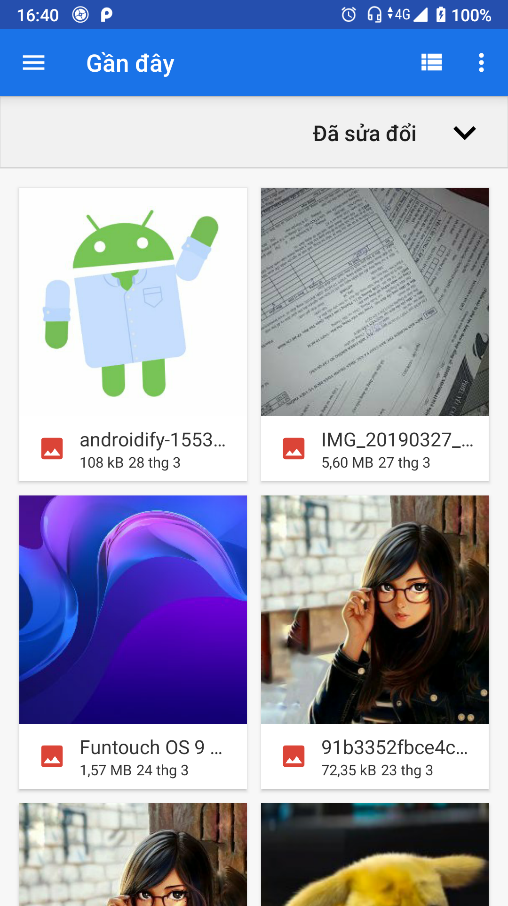 16:40
4G
100%
Gần đây
Đã sửa đổi
androidify-1553...
108 kB 28 thg 3
IMG_20190327_...
5,60 MB 27 thg 3
Funtouch OS 9 ...
1,57 MB 24 thg 3
91b3352fbce4c...
72,35 kB 23 thg 3